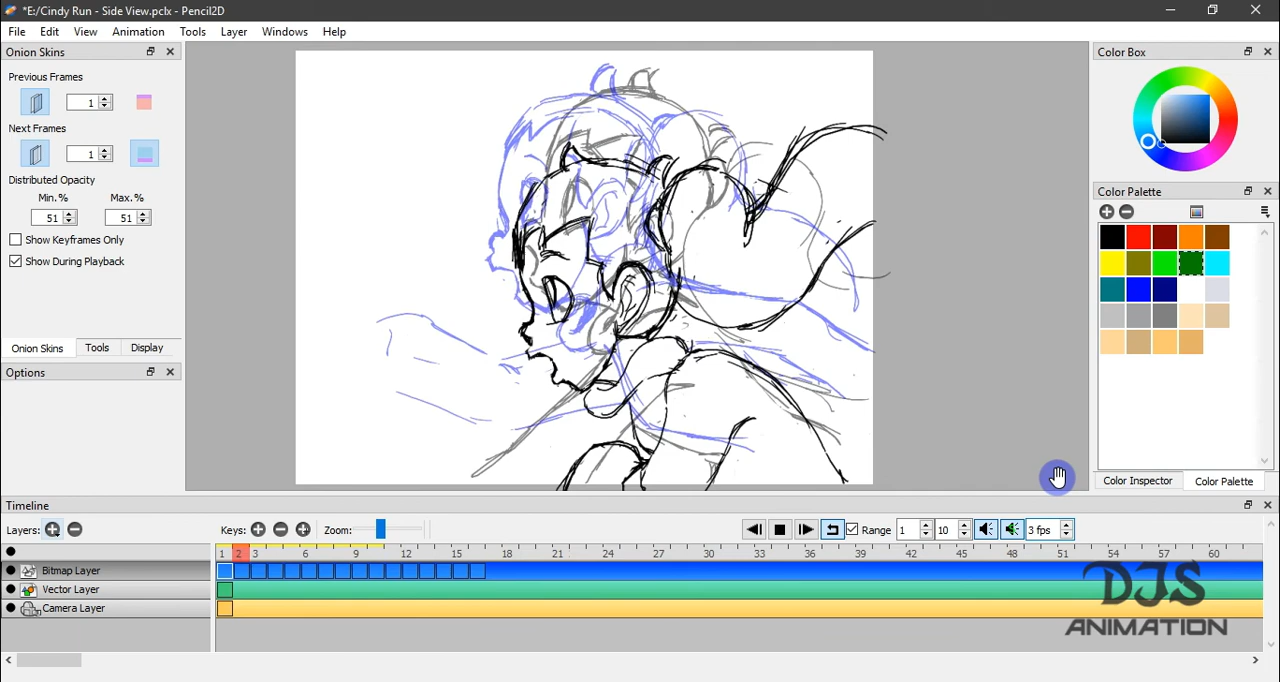 *E:/Cindy Run - Side View.pclx - Pencil2D
File Edit View Animation Tools Layer Windows Help
Onion Skins
Previous Frames
1
Next Frames
1
Distributed Opacity
Min. % Max. %
51 51
Show Keyframes Only
Show During Playback
Onion Skins Tools Display
Options
Color Box
Color Palette
Color Inspector Color Palette
Timeline
Layers: Keys: Zoom: Range 1 10 3 fps
1 2 3 6 9 12 15 18 21 24 27 30 33 36 39 42 45 48 51 54 57 60
Bitmap Layer
Vector Layer
Camera Layer
DJS
ANIMATION